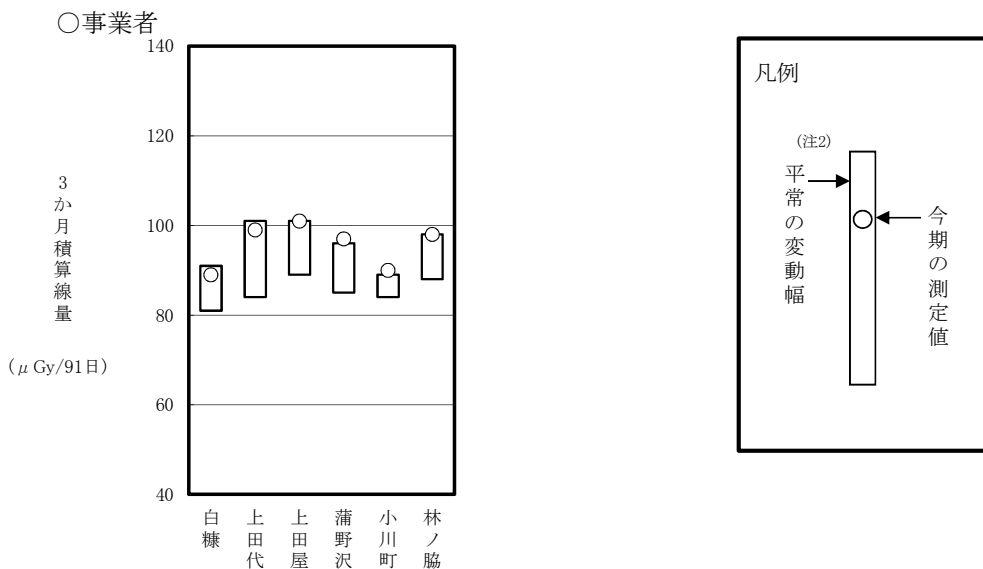 ○事業者
140
120
100
80
60
40
3か月積算線量
(μGy/91日)
白糠
上田代
上田屋
蒲野沢
小川町
林ノ脇
凡例
(注2)
平常の変動幅
今期の測定値